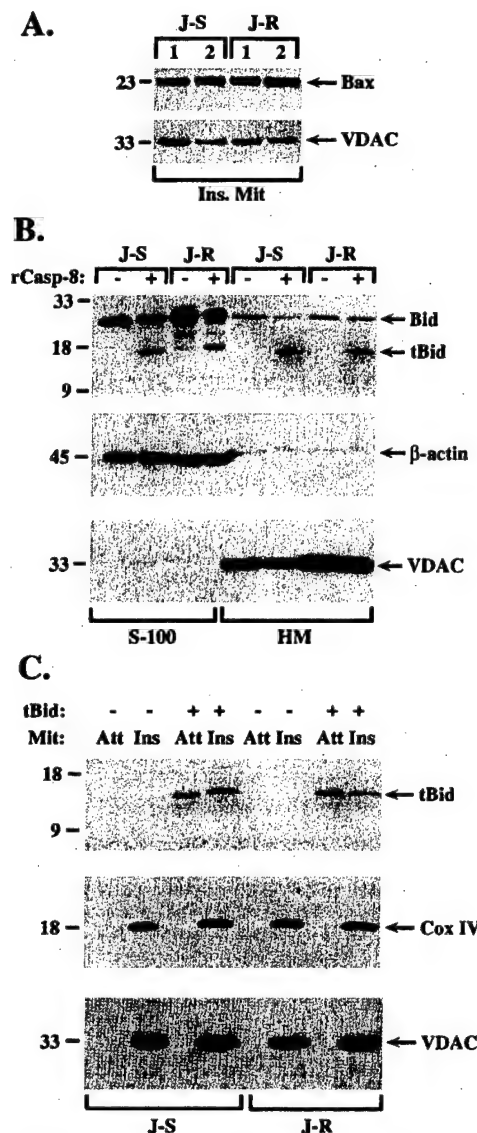 A.
J-S J-R
1 2 1 2
23 Bax
33 VDAC
Ins. Mit
B.
J-S J-R J-S J-R
rCasp-8: - + - + - + - +
33 Bid
18 tBid
9
45 β-actin
33 VDAC
S-100 HM
C.
tBid: - - + + - - + +
Mit: Att Ins Att Ins Att Ins Att Ins
18
tBid
9
18 Cox IV
33 VDAC
J-S J-R